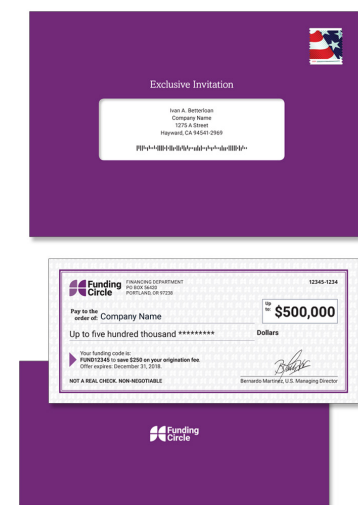 Exclusive Invitation
Ivan A. Betterloan
Company Name
1275 A Street
Hayward, CA 94541-2969
Funding
Circle
FINANCING DEPARTMENT
PO BOX 56420
PORTLAND, OR 97238
12345-1234
Pay to the
order of: Company Name
Up To: $500,000
Up to five hundred thousand ********* Dollars
Your funding code is:
FUND12345 to save $250 on your origination fee.
Offer expires: December 31, 2018.
NOT A REAL CHECK. NON-NEGOTIABLE
Bernardo Martinez, U.S. Managing Director
Funding
Circle